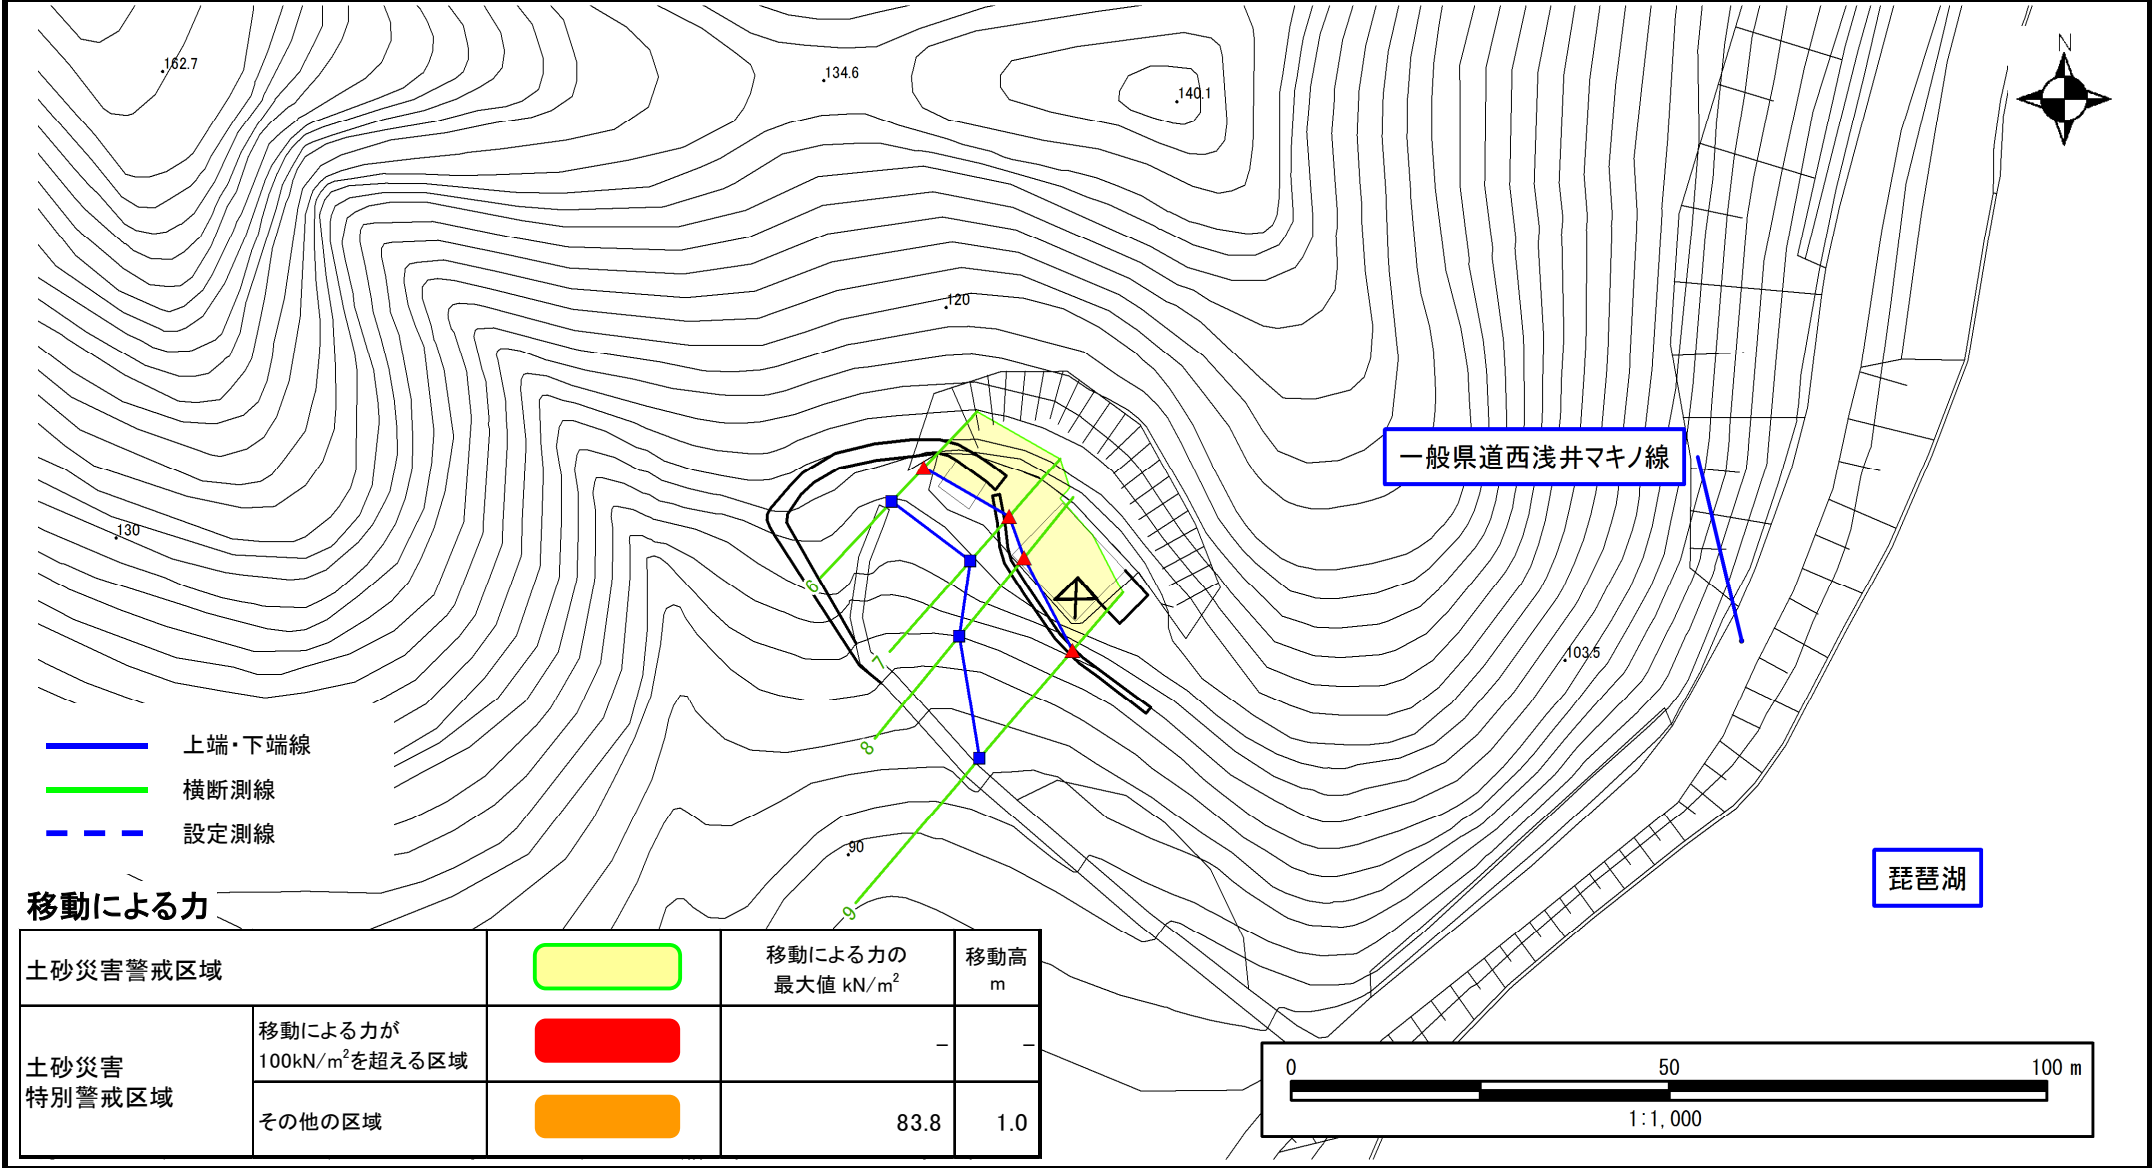 N
162.7
134.6
140.1
120
一般県道西浅井マキノ線
130
6
7
103.5
8
上端・下端線
横断測線
設定測線
90
9
琵琶湖
移動による力
土砂災害警戒区域
移動による力の
最大値 kN/m²
移動高
m
土砂災害
特別警戒区域
移動による力が
100kN/m²を超える区域
－
－
その他の区域
83.8
1.0
0
50
100 m
1:1,000